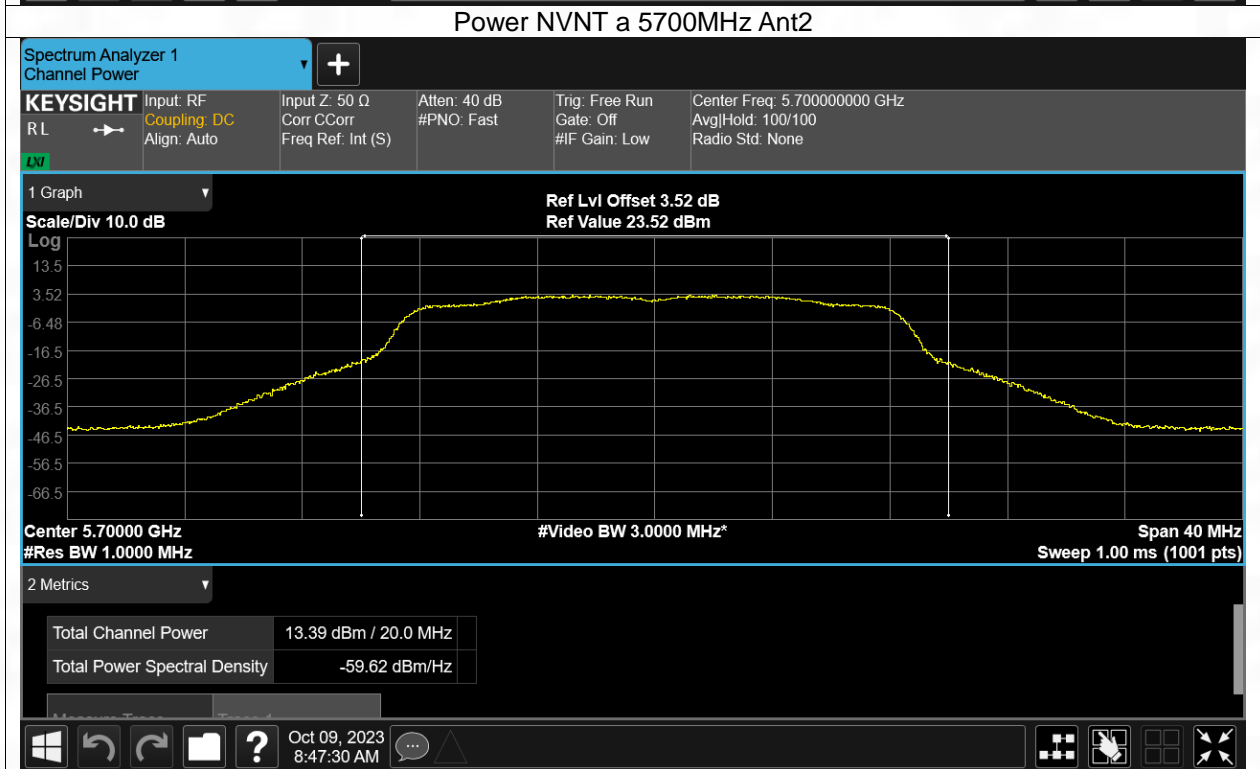 Power NVNT a 5700MHz Ant2
Spectrum Analyzer 1
Channel Power
KEYSIGHT
RL
LXI
Input: RF
Coupling: DC
Align: Auto
Input Z: 50 Ω
Corr CCorr
Freq Ref: Int (S)
Atten: 40 dB
#PNO: Fast
Trig: Free Run
Gate: Off
#IF Gain: Low
Center Freq: 5.700000000 GHz
Avg|Hold: 100/100
Radio Std: None
1 Graph
Scale/Div 10.0 dB
Ref Lvl Offset 3.52 dB
Ref Value 23.52 dBm
Log
13.5
3.52
-6.48
-16.5
-26.5
-36.5
-46.5
-56.5
-66.5
Center 5.70000 GHz
#Video BW 3.0000 MHz*
Span 40 MHz
#Res BW 1.0000 MHz
Sweep 1.00 ms (1001 pts)
2 Metrics
Total Channel Power 13.39 dBm / 20.0 MHz
Total Power Spectral Density -59.62 dBm/Hz
?
Oct 09, 2023
8:47:30 AM